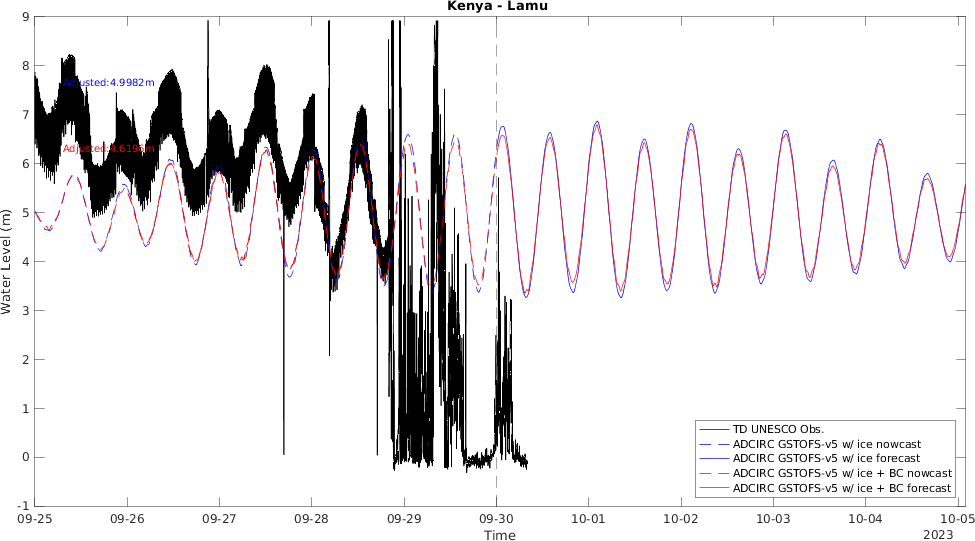 Kenya - Lamu
9
8
7
6
5
4
3
2
1
0
-1
Water Level (m)
Adjusted:4.9982m
TD UNESCO Obs.
ADCIRC GSTOFS-v5 w/ ice nowcast
ADCIRC GSTOFS-v5 w/ ice forecast
ADCIRC GSTOFS-v5 w/ ice + BC nowcast
ADCIRC GSTOFS-v5 w/ ice + BC forecast
09-25 09-26 09-27 09-28 09-29 09-30 10-01 10-02 10-03 10-04 10-05
Time
2023